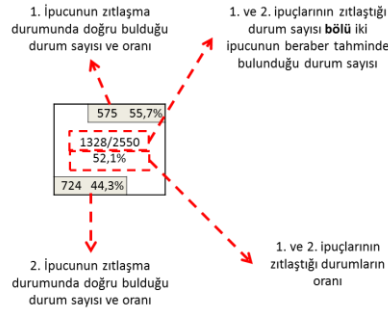 1. İpucunun zıtlaşma
durumunda doğru bulduğu
durum sayısı ve oranı
1. ve 2. ipuçlarının zıtlaştığı
durum sayısı bölü iki
ipucunun beraber tahminde
bulunduğu durum sayısı
575 55,7%
1328/2550
52,1%
724 44,3%
2. İpucunun zıtlaşma
durumunda doğru bulduğu
durum sayısı ve oranı
1. ve 2. ipuçlarının
zıtlaştığı durumların
oranı